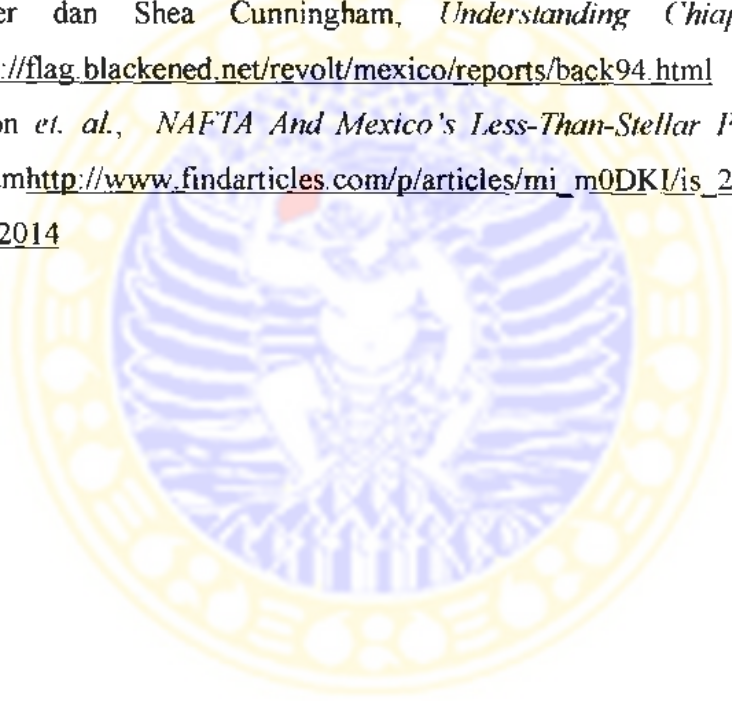 er dan Shea Cunningham, Understanding Chiap
://flag.blackened.net/revolt/mexico/reports/back94.html
on et. al., NAFTA And Mexico's Less-Than-Stellar P
amhttp://www.findarticles.com/p/articles/mi_m0DKI/is_2
2014